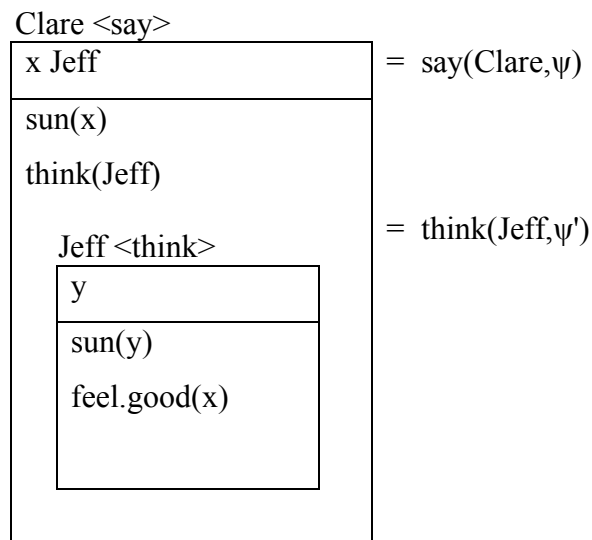 Clare <say>
x Jeff = say(Clare,ψ)
sun(x)
think(Jeff)
= think(Jeff,ψ')
Jeff <think>
y
sun(y)
feel.good(x)